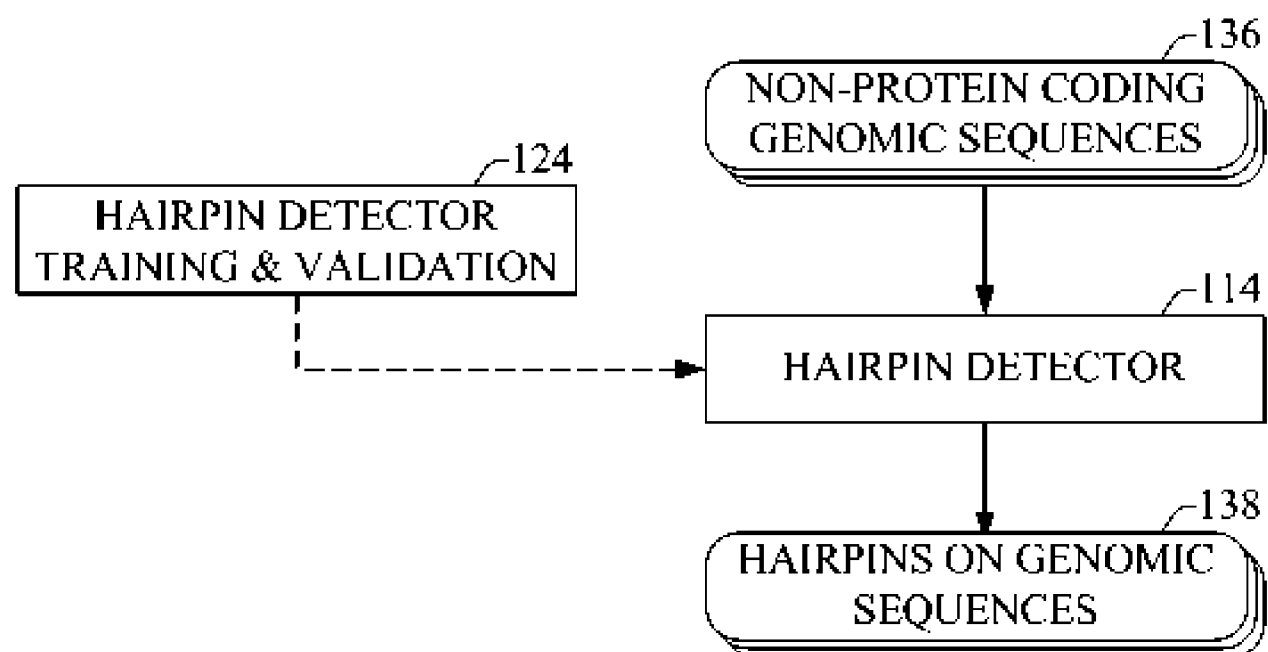 136
NON-PROTEIN CODING
GENOMIC SEQUENCES
124
HAIRPIN DETECTOR
TRAINING & VALIDATION
114
HAIRPIN DETECTOR
138
HAIRPINS ON GENOMIC
SEQUENCES